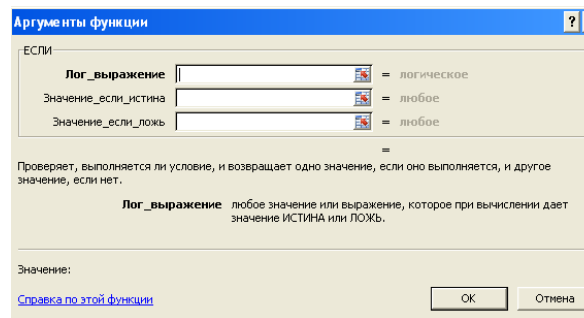 Аргументы функции ?
ЕСЛИ
Лог_выражение = логическое
Значение_если_истина = любое
Значение_если_ложь = любое
=
Проверяет, выполняется ли условие, и возвращает одно значение, если оно выполняется, и другое
значение, если нет.
Лог_выражение любое значение или выражение, которое при вычислении дает
значение ИСТИНА или ЛОЖЬ.
Значение:
Справка по этой функции ОК Отмена